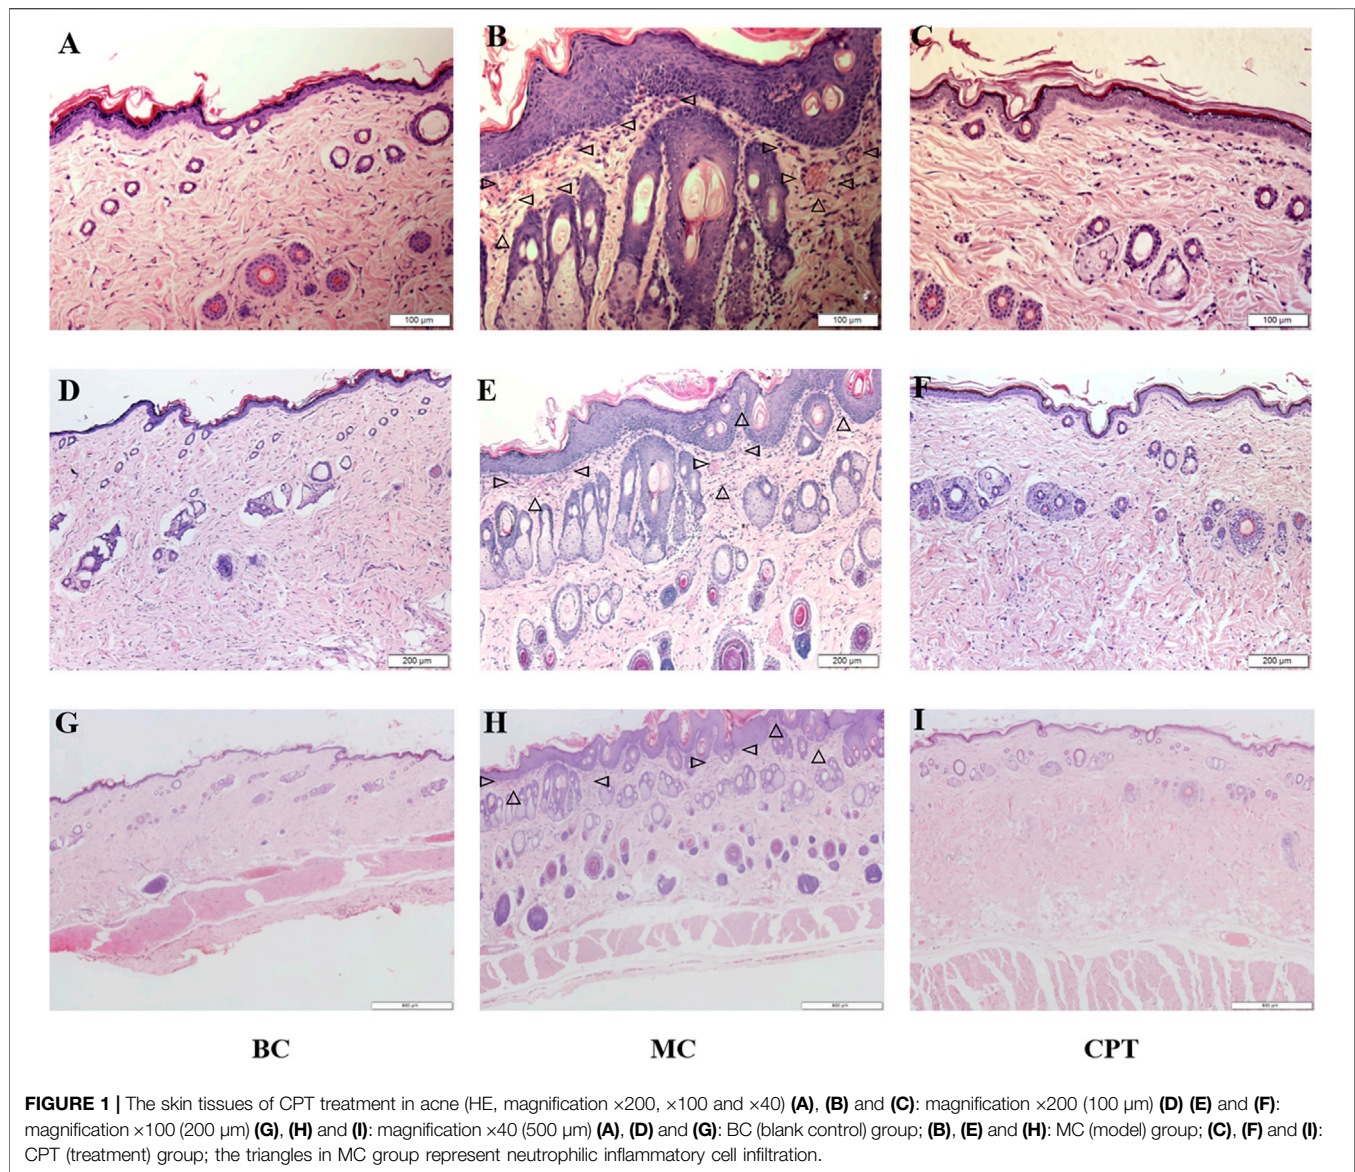 A
B
C
100 µm
100 µm
100 µm
D
E
F
200 µm
200 µm
200 µm
G
H
I
BC
MC
CPT
FIGURE 1 | The skin tissues of CPT treatment in acne (HE, magnification ×200, ×100 and ×40) (A), (B) and (C): magnification ×200 (100 µm) (D) (E) and (F):
magnification ×100 (200 µm) (G), (H) and (I): magnification ×40 (500 µm) (A), (D) and (G): BC (blank control) group; (B), (E) and (H): MC (model) group; (C), (F) and (I):
CPT (treatment) group; the triangles in MC group represent neutrophilic inflammatory cell infiltration.